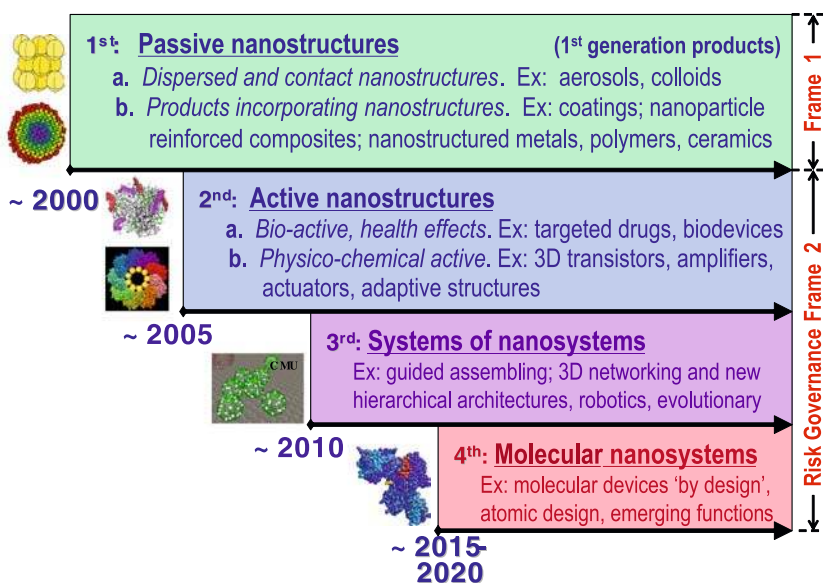 1st: Passive nanostructures (1st generation products)
a. Dispersed and contact nanostructures. Ex: aerosols, colloids
b. Products incorporating nanostructures. Ex: coatings; nanoparticle
reinforced composites; nanostructured metals, polymers, ceramics
Frame 1
~ 2000
2nd: Active nanostructures
a. Bio-active, health effects. Ex: targeted drugs, biodevices
b. Physico-chemical active. Ex: 3D transistors, amplifiers,
actuators, adaptive structures
Risk Governance Frame 2
~ 2005
CMU
3rd: Systems of nanosystems
Ex: guided assembling; 3D networking and new
hierarchical architectures, robotics, evolutionary
~ 2010
4th: Molecular nanosystems
Ex: molecular devices ‘by design’,
atomic design, emerging functions
~ 2015-
2020